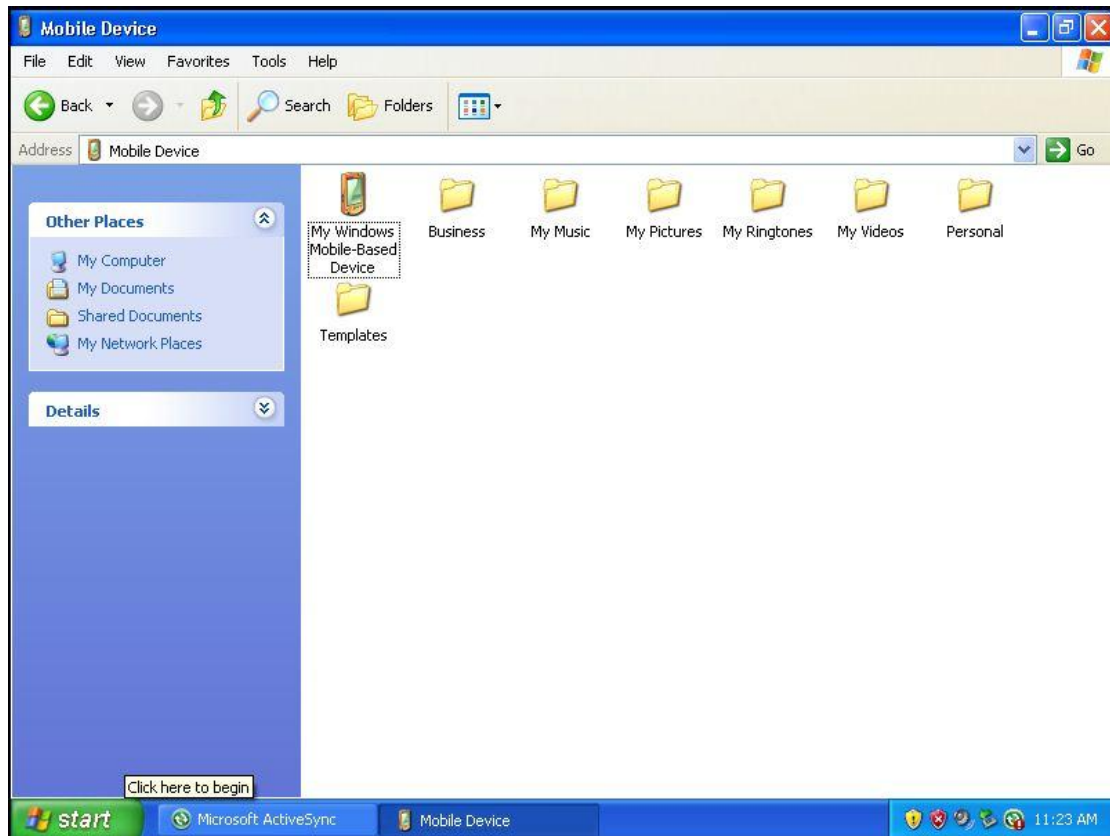 Mobile Device
File Edit View Favorites Tools Help
Back Search Folders
Address Mobile Device Go
Other Places
My Computer
My Documents
Shared Documents
My Network Places
Details
My Windows
Mobile-Based
Device
Business
My Music
My Pictures
My Ringtones
My Videos
Personal
Templates
Click here to begin
start Microsoft ActiveSync Mobile Device 11:23 AM